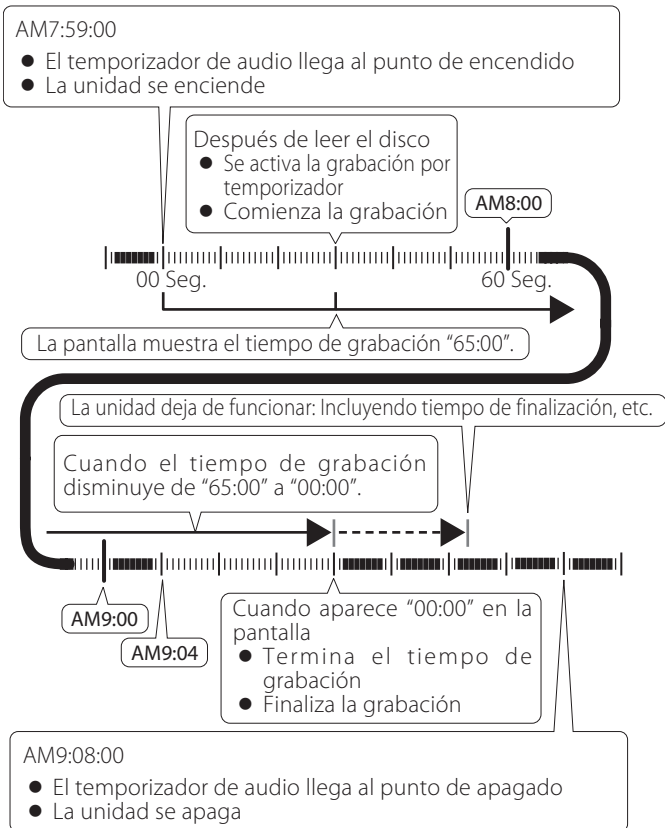 AM7:59:00
● El temporizador de audio llega al punto de encendido
● La unidad se enciende
Después de leer el disco
● Se activa la grabación por
temporizador
● Comienza la grabación
AM8:00
00 Seg.
60 Seg.
La pantalla muestra el tiempo de grabación “65:00”.
La unidad deja de funcionar: Incluyendo tiempo de finalización, etc.
Cuando el tiempo de grabación
disminuye de “65:00” a “00:00”.
AM9:00
AM9:04
Cuando aparece “00:00” en la
pantalla
● Termina el tiempo de
grabación
● Finaliza la grabación
AM9:08:00
● El temporizador de audio llega al punto de apagado
● La unidad se apaga